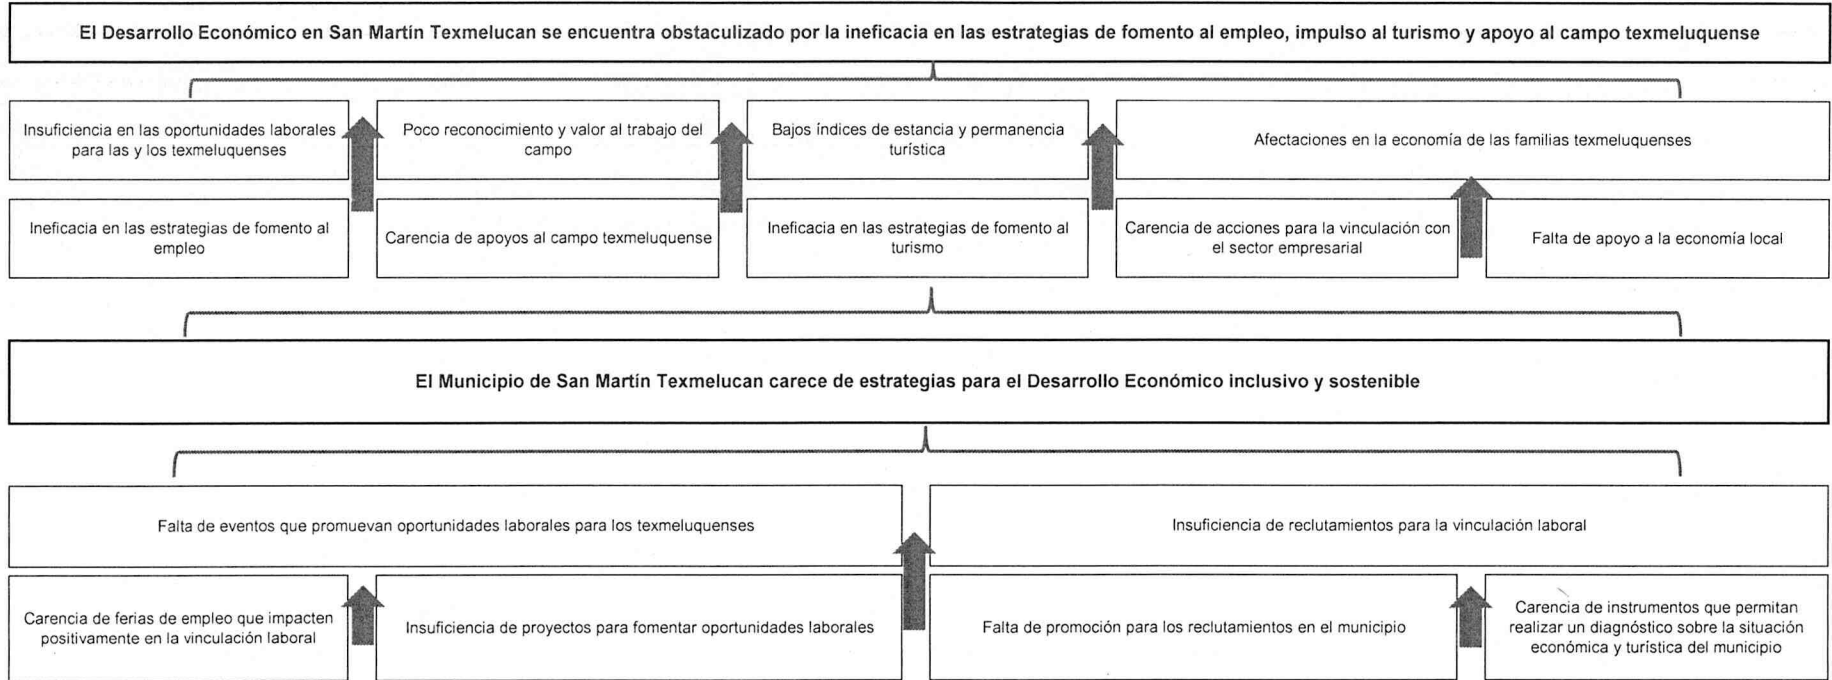 El Desarrollo Económico en San Martín Texmelucan se encuentra obstaculizado por la ineficacia en las estrategias de fomento al empleo, impulso al turismo y apoyo al campo texmeluquense
Insuficiencia en las oportunidades laborales
para las y los texmeluquenses
Poco reconocimiento y valor al trabajo del
campo
Bajos índices de estancia y permanencia
turística
Afectaciones en la economía de las familias texmeluquenses
Ineficacia en las estrategias de fomento al
empleo
Carencia de apoyos al campo texmeluquense
Ineficacia en las estrategias de fomento al
turismo
Carencia de acciones para la vinculación con
el sector empresarial
Falta de apoyo a la economía local
El Municipio de San Martín Texmelucan carece de estrategias para el Desarrollo Económico inclusivo y sostenible
Falta de eventos que promuevan oportunidades laborales para los texmeluquenses
Insuficiencia de reclutamientos para la vinculación laboral
Carencia de ferias de empleo que impacten
positivamente en la vinculación laboral
Insuficiencia de proyectos para fomentar oportunidades laborales
Falta de promoción para los reclutamientos en el municipio
Carencia de instrumentos que permitan
realizar un diagnóstico sobre la situación
económica y turística del municipio